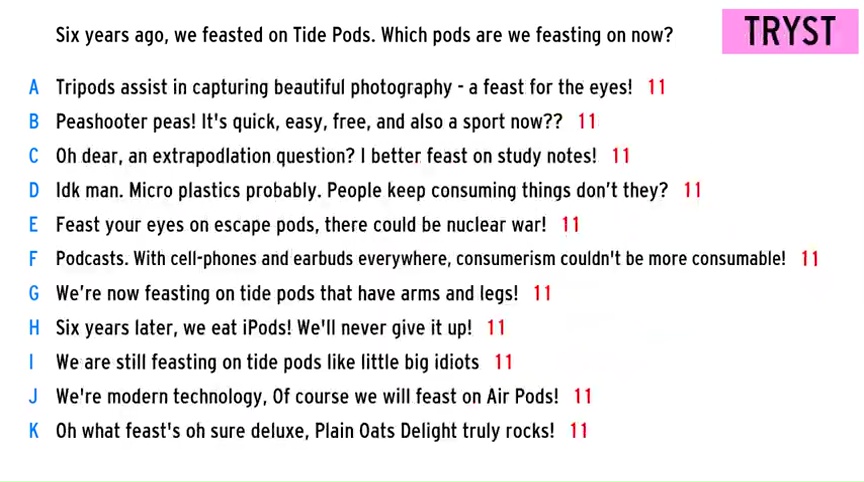 Six years ago, we feasted on Tide Pods. Which pods are we feasting on now?
TRYST
A Tripods assist in capturing beautiful photography - a feast for the eyes! 11
B Peashooter peas! It's quick, easy, free, and also a sport now?? 11
C Oh dear, an extrapodlation question? I better feast on study notes! 11
D Idk man. Micro plastics probably. People keep consuming things don't they? 11
E Feast your eyes on escape pods, there could be nuclear war! 11
F Podcasts. With cell-phones and earbuds everywhere, consumerism couldn't be more consumable! 11
G We're now feasting on tide pods that have arms and legs! 11
H Six years later, we eat iPods! We'll never give it up! 11
I We are still feasting on tide pods like little big idiots 11
J We're modern technology, Of course we will feast on Air Pods! 11
K Oh what feast's oh sure deluxe, Plain Oats Delight truly rocks! 11